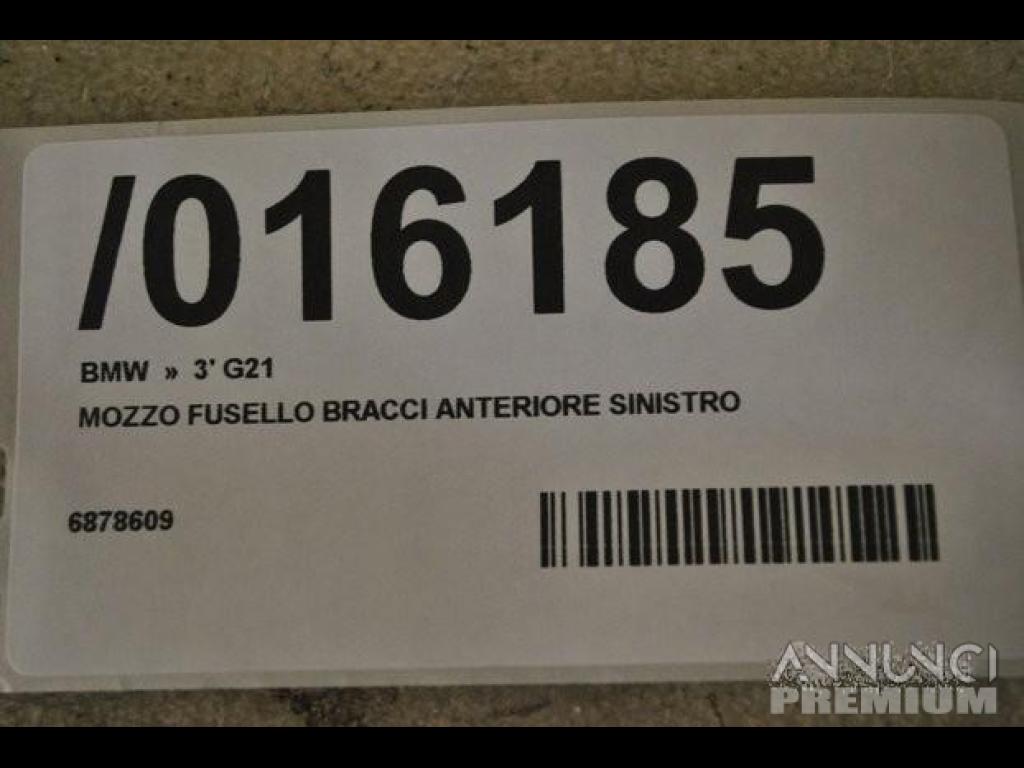 /016185
BMW » 3' G21
MOZZO FUSELLO BRACCI ANTERIORE SINISTRO
6878609
ANNUNCI
PREMIUM